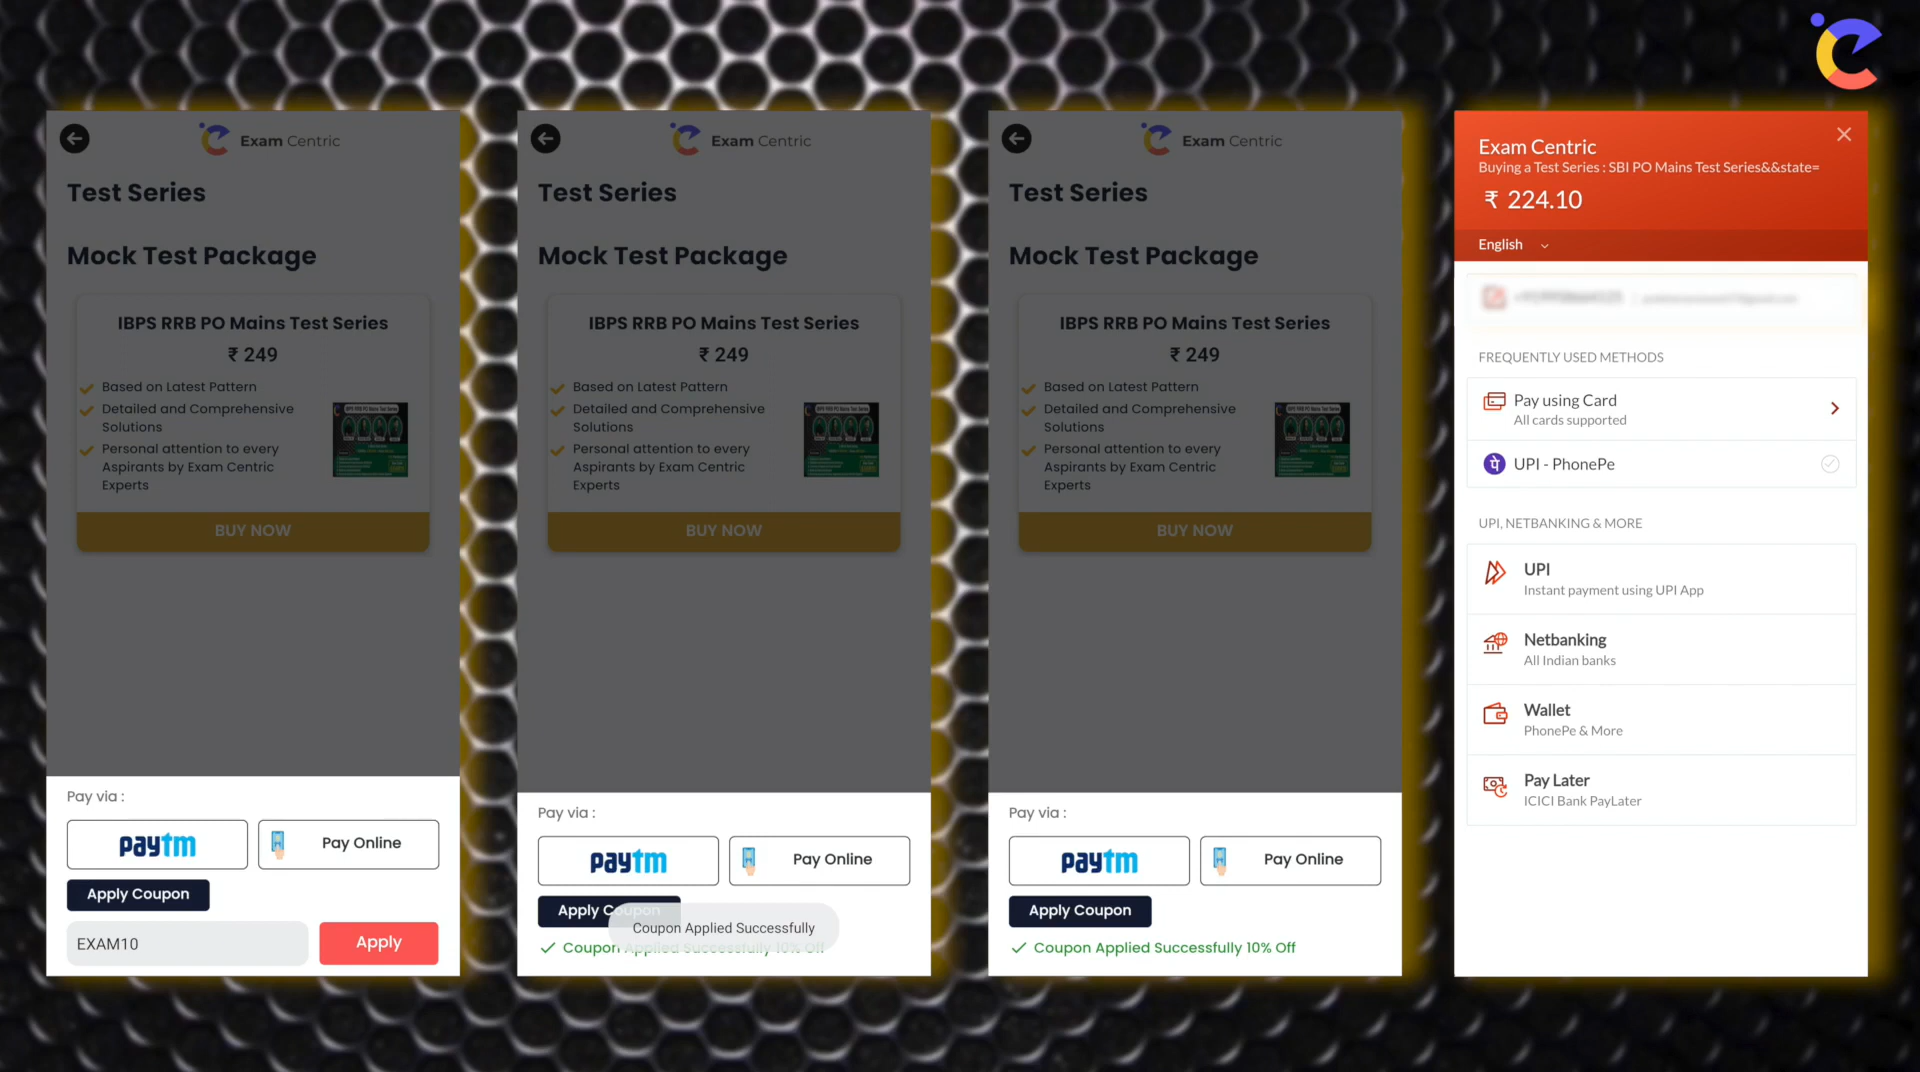 Exam Centric
Test Series
Mock Test Package
IBPS RRB PO Mains Test Series
₹ 249
Based on Latest Pattern
Detailed and Comprehensive
Solutions
Personal attention to every
Aspirants by Exam Centric
Experts
BUY NOW
Pay via :
paytm
Pay Online
Apply Coupon
EXAM10
Apply
Exam Centric
Test Series
Mock Test Package
IBPS RRB PO Mains Test Series
₹ 249
Based on Latest Pattern
Detailed and Comprehensive
Solutions
Personal attention to every
Aspirants by Exam Centric
Experts
BUY NOW
Pay via :
paytm
Pay Online
Apply Coupon
Coupon Applied Successfully
Coupon Applied Successfully 10% Off
Exam Centric
Test Series
Mock Test Package
IBPS RRB PO Mains Test Series
₹ 249
Based on Latest Pattern
Detailed and Comprehensive
Solutions
Personal attention to every
Aspirants by Exam Centric
Experts
BUY NOW
Pay via :
paytm
Pay Online
Apply Coupon
Coupon Applied Successfully 10% Off
Exam Centric
Buying a Test Series : SBI PO Mains Test Series&&state=
₹ 224.10
English
FREQUENTLY USED METHODS
Pay using Card
All cards supported
UPI - PhonePe
UPI, NETBANKING & MORE
UPI
Instant payment using UPI App
Netbanking
All Indian banks
Wallet
PhonePe & More
Pay Later
ICICI Bank PayLater